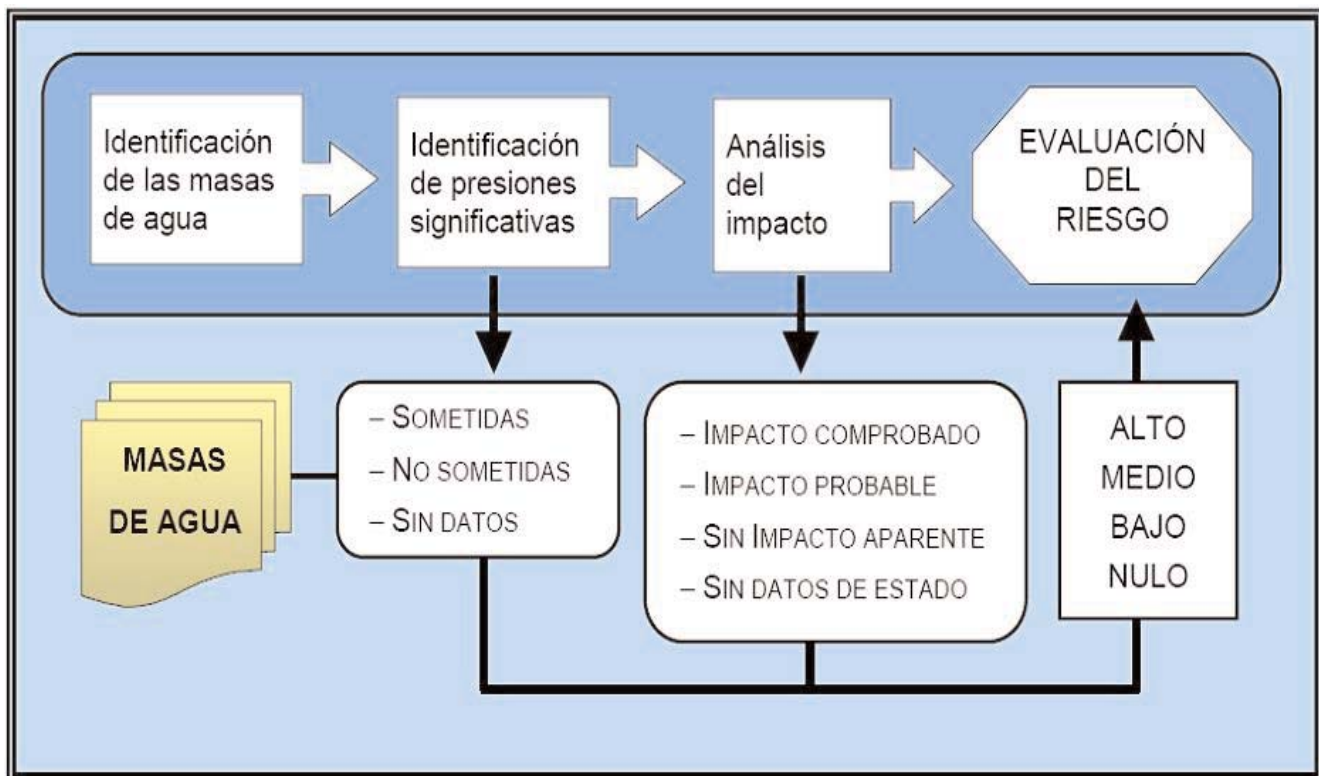 Identificación
de las masas
de agua
Identificación
de presiones
significativas
Análisis
del
impacto
EVALUACIÓN
DEL
RIESGO
MASAS
DE AGUA
– SOMETIDAS
– NO SOMETIDAS
– SIN DATOS
– IMPACTO COMPROBADO
– IMPACTO PROBABLE
– SIN IMPACTO APARENTE
– SIN DATOS DE ESTADO
ALTO
MEDIO
BAJO
NULO